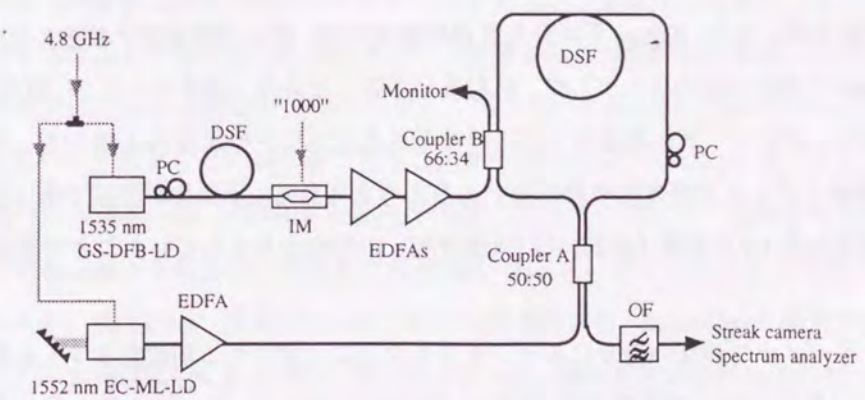 4.8 GHz
"1000"
DSF
PC
1535 nm
GS-DFB-LD
IM
EDFAs
Monitor
Coupler B
66:34
DSF
PC
Coupler A
50:50
EDFA
1552 nm EC-ML-LD
OF
Streak camera
Spectrum analyzer